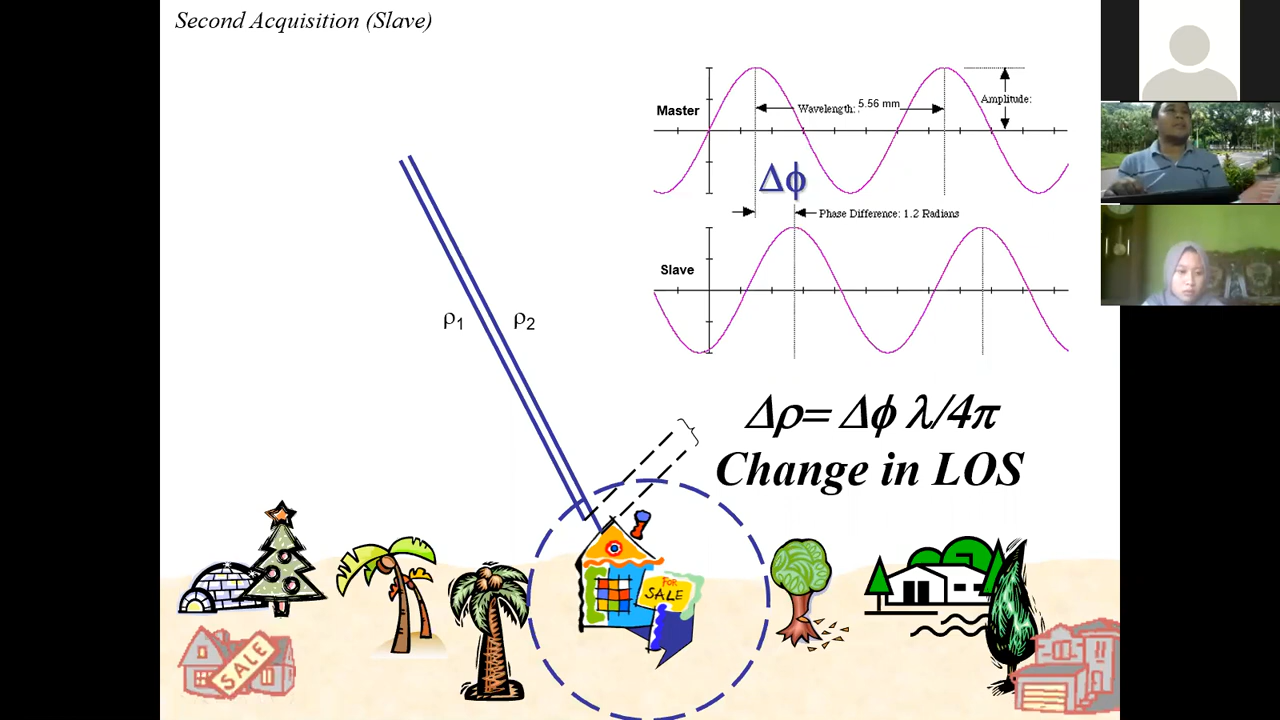 Second Acquisition (Slave)
Master
Wavelength: 5.56 mm
Amplitude:
Δϕ
Phase Difference: 1.2 Radians
Slave
ρ1 ρ2
Δρ= Δϕ λ/4π
Change in LOS
FOR
SALE
SALE